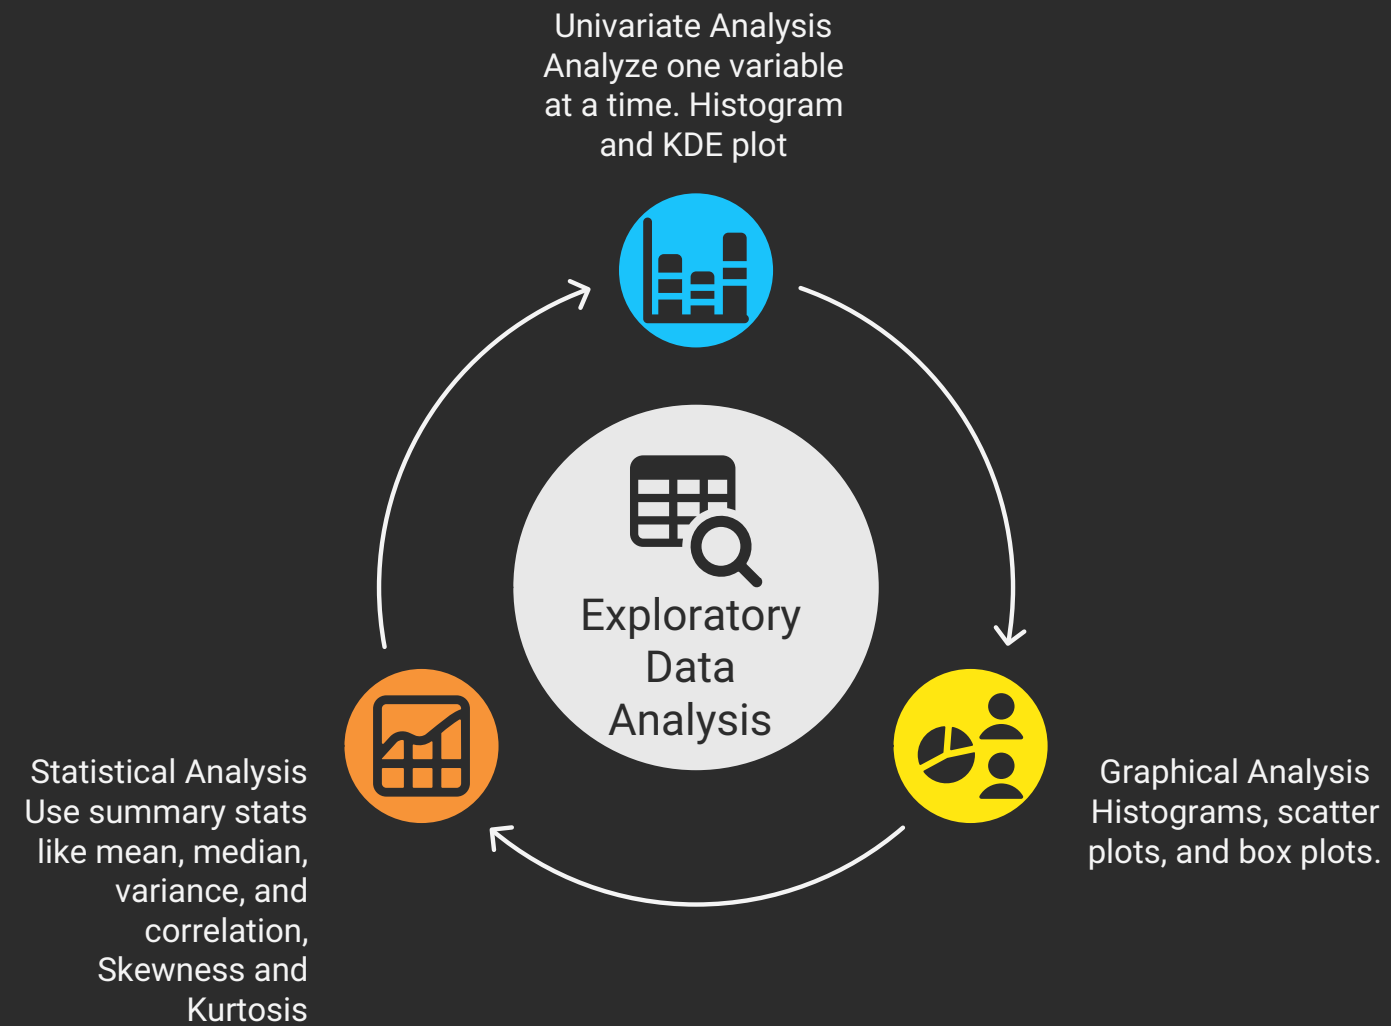 Univariate Analysis
Analyze one variable
at a time. Histogram
and KDE plot
Exploratory
Data
Analysis
Graphical Analysis
Histograms, scatter
plots, and box plots.
Statistical Analysis
Use summary stats
like mean, median,
variance, and
correlation,
Skewness and
Kurtosis